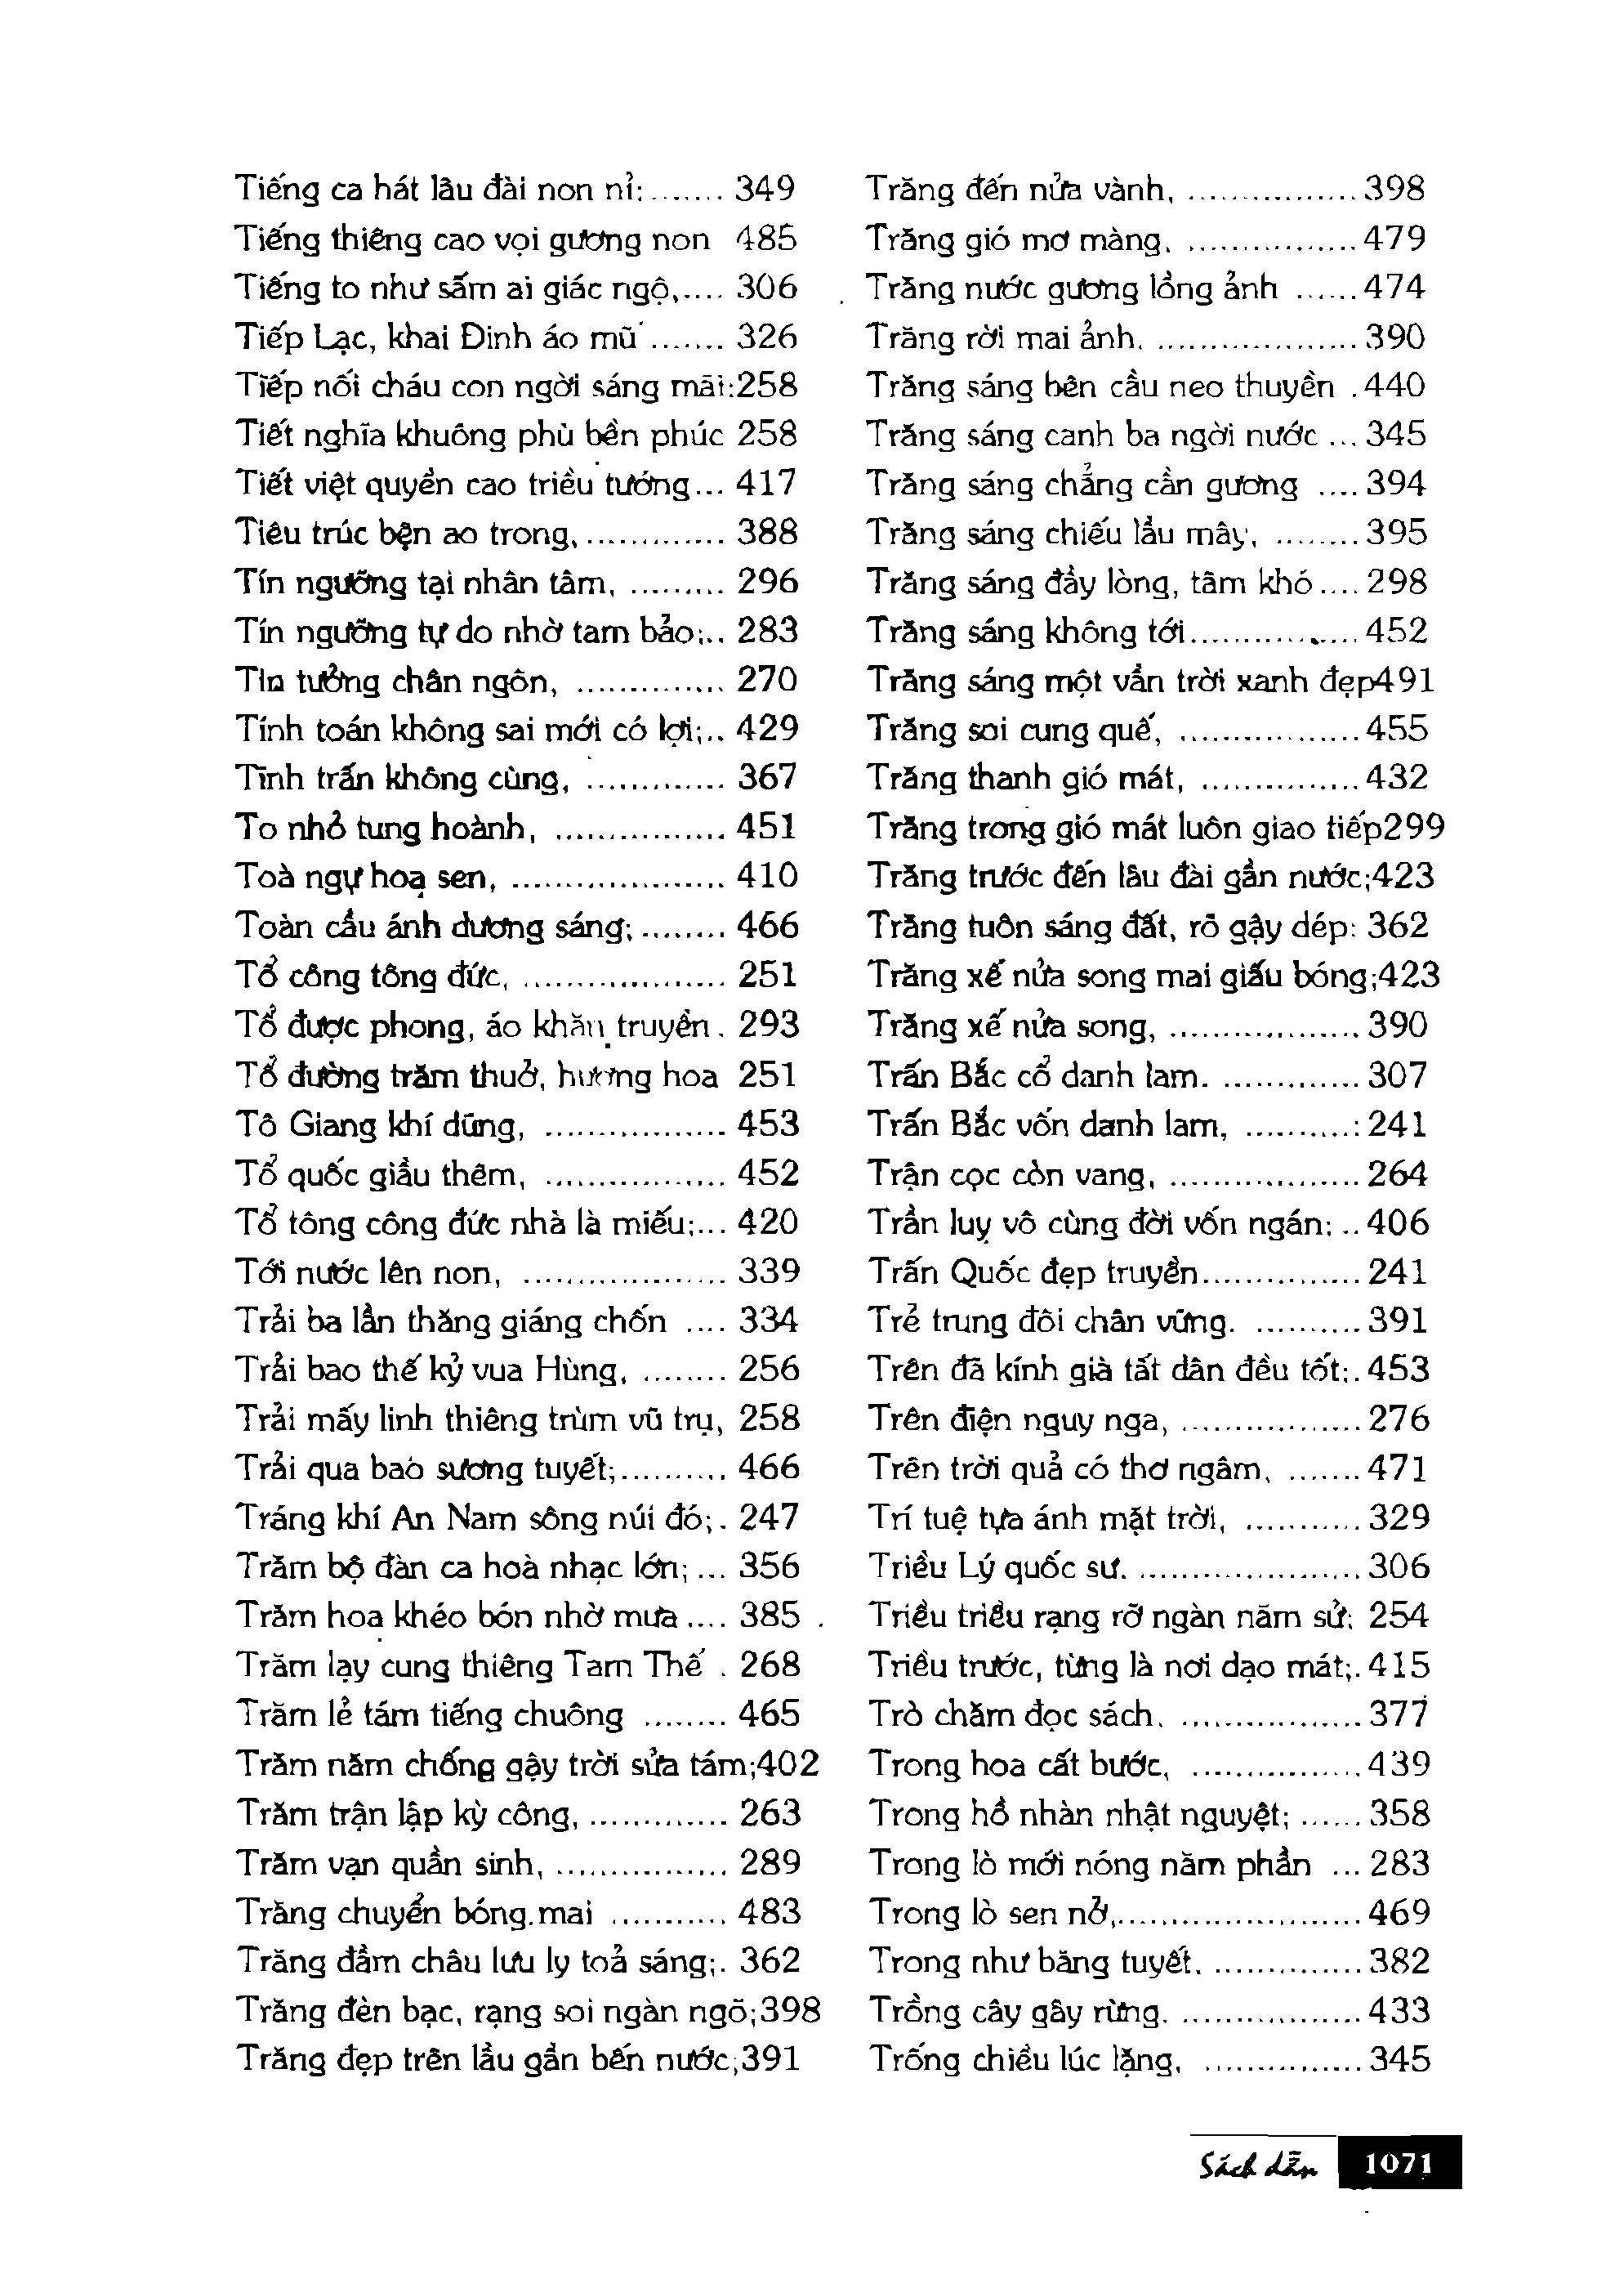 Tiếng ca hát lâu đài non nỉ; ....... 349
Tiếng thiêng cao vọi gương non 485
Tiếng to như sấm ai giác ngộ, .... 306
Tiếp Lạc, khai Đinh áo mũ ....... 326
Tiếp nối cháu con ngời sáng mãi: 258
Tiết nghĩa khuông phù bền phúc 258
Tiết việt quyền cao triều tướng ... 417
Tiêu trúc bện ao trong, ............. 388
Tín ngưỡng tại nhân tâm, ......... 296
Tín ngưỡng tự do nhờ tam bảo; .. 283
Tin tưởng chân ngôn, .............. 270
Tính toán không sai mới có lợi; .. 429
Tĩnh trấn không cùng, ............. 367
To nhỏ tung hoành, ................ 451
Toà ngự hoa sen, .................... 410
Toàn cầu ánh dương sáng; ........ 466
Tổ công tông đức, ................... 251
Tổ được phong, áo khăn truyền . 293
Tổ đường trăm thuở, hương hoa 251
Tô Giang khí dũng, ................. 453
Tổ quốc giầu thêm, ................. 452
Tổ tông công đức nhà là miếu; ... 420
Tới nước lên non, ................... 339
Trải ba lần thăng giáng chốn .... 334
Trải bao thế kỷ vua Hùng, ........ 256
Trải mấy linh thiêng trùm vũ trụ, 258
Trải qua bao sương tuyết; .......... 466
Tráng khí An Nam sông núi đó; . 247
Trăm bộ đàn ca hoà nhạc lớn; ... 356
Trăm hoa khéo bón nhờ mưa .... 385
Trăm lạy cung thiêng Tam Thế . 268
Trăm lẻ tám tiếng chuông ........ 465
Trăm năm chống gậy trời sửa tám; 402
Trăm trận lập kỳ công, ............. 263
Trăm vạn quần sinh, ................ 289
Trăng chuyển bóng mai ........... 483
Trăng đầm châu lưu ly toả sáng; . 362
Trăng đèn bạc, rạng soi ngàn ngõ; 398
Trăng đẹp trên lầu gần bến nước; 391
Trăng đến nửa vành, ................ 398
Trăng gió mơ màng, ................ 479
Trăng nước gương lồng ảnh ...... 474
Trăng rời mai ảnh, ................... 390
Trăng sáng bên cầu neo thuyền . 440
Trăng sáng canh ba ngời nước ... 345
Trăng sáng chẳng cần gương .... 394
Trăng sáng chiếu lầu mây, ........ 395
Trăng sáng đầy lòng, tâm khó .... 298
Trăng sáng không tới ................ 452
Trăng sáng một vần trời xanh đẹp 491
Trăng soi cung quế, ................. 455
Trăng thanh gió mát, ............... 432
Trăng trong gió mát luôn giao tiếp 299
Trăng trước đến lâu đài gần nước; 423
Trăng tuôn sáng đất, rõ gậy dép: 362
Trăng xế nửa song mai giấu bóng; 423
Trăng xế nửa song, .................. 390
Trấn Bắc cổ danh lam. ............. 307
Trấn Bắc vốn danh lam, ........... 241
Trận cọc còn vang, .................. 264
Trần luỵ vô cùng đời vốn ngán; .. 406
Trấn Quốc đẹp truyền ............... 241
Trẻ trung đôi chân vững. .......... 391
Trên đã kính già tất dân đều tốt; . 453
Trên điện nguy nga, ................. 276
Trên trời quả có thơ ngâm, ....... 471
Trí tuệ tựa ánh mặt trời, ........... 329
Triều Lý quốc sư. ..................... 306
Triều triều rạng rỡ ngàn năm sử; 254
Triều trước, từng là nơi dạo mát; . 415
Trò chăm đọc sách, ................. 377
Trong hoa cất bước, ................ 439
Trong hồ nhàn nhật nguyệt; ...... 358
Trong lò mới nóng năm phần ... 283
Trong lò sen nở, ....................... 469
Trong như băng tuyết. .............. 382
Trồng cây gây rừng. ................. 433
Trống chiều lúc lặng, ............... 345
Sách dẫn 1071